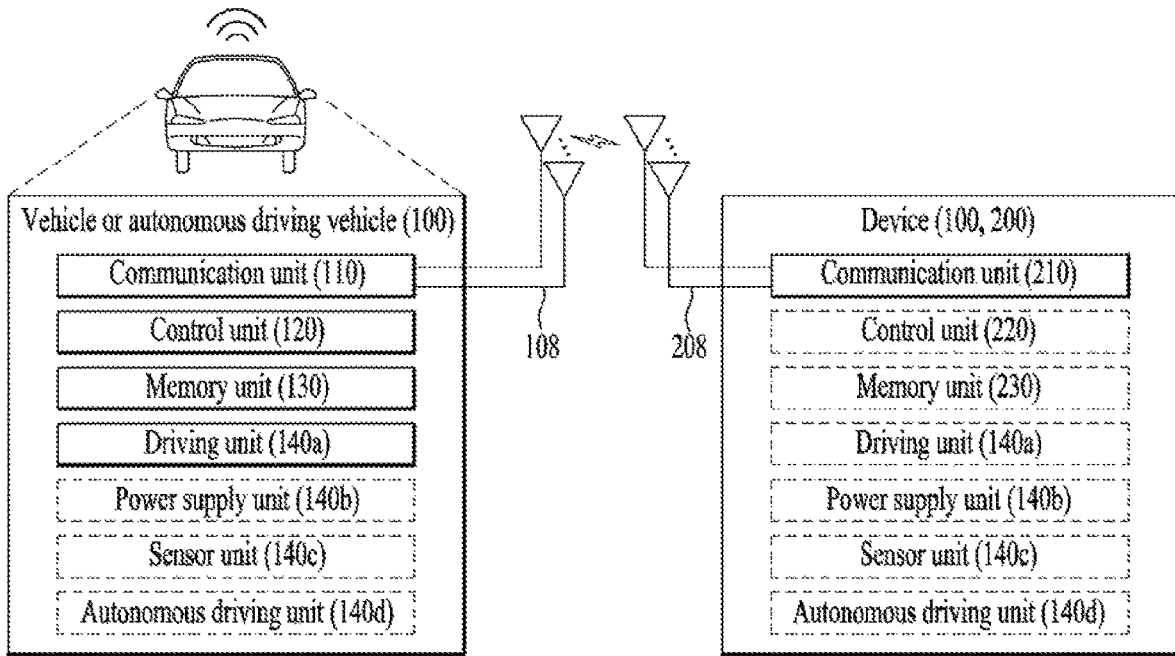 Vehicle or autonomous driving vehicle (100)
Communication unit (110)
Control unit (120)
Memory unit (130)
Driving unit (140a)
Power supply unit (140b)
Sensor unit (140c)
Autonomous driving unit (140d)
108
208
Device (100, 200)
Communication unit (210)
Control unit (220)
Memory unit (230)
Driving unit (140a)
Power supply unit (140b)
Sensor unit (140c)
Autonomous driving unit (140d)